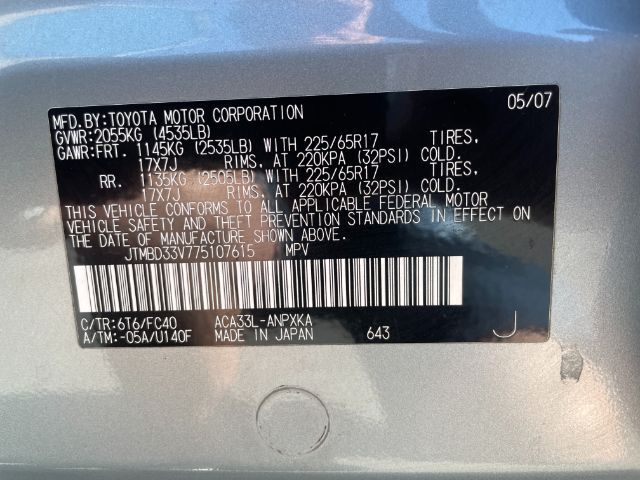 MFD.BY:TOYOTA MOTOR CORPORATION 05/07
GVWR:2055KG (4535LB)
GAWR:FRT. 1145KG (2535LB) WITH 225/65R17 TIRES,
17X7J RIMS, AT 220KPA (32PSI) COLD.
RR. 1135KG (2505LB) WITH 225/65R17 TIRES,
17X7J RIMS, AT 220KPA (32PSI) COLD.
THIS VEHICLE CONFORMS TO ALL APPLICABLE FEDERAL MOTOR
VEHICLE SAFETY AND THEFT PREVENTION STANDARDS IN EFFECT ON
THE DATE OF MANUFACTURE SHOWN ABOVE.
JTMBD33V775107615 MPV
C/TR:6T6/FC40 ACA33L-ANPXKA
A/TM:-05A/U140F MADE IN JAPAN 643 J